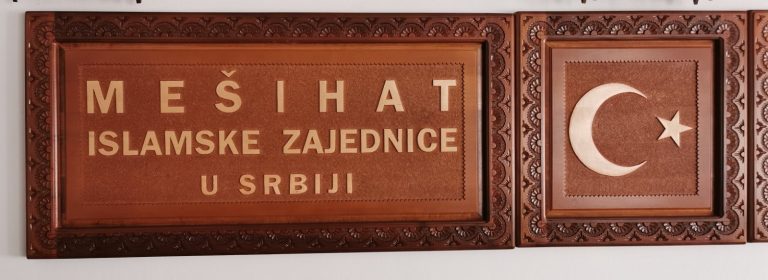 MEŠIHAT
ISLAMSKE ZAJEDNICE
U SRBIJI